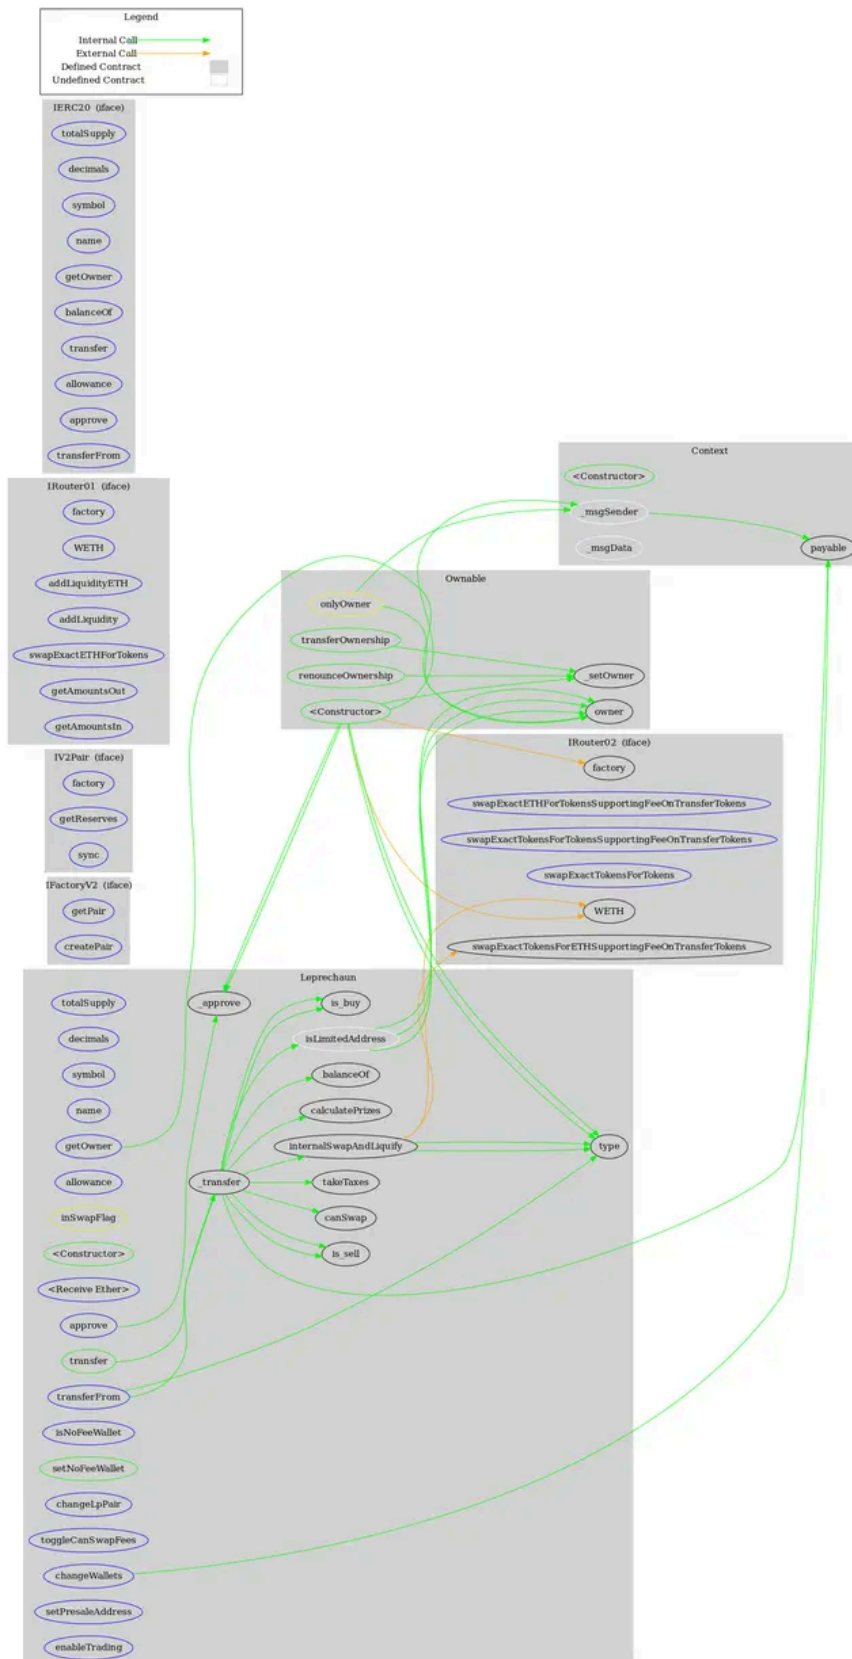 Legend
Internal Call
External Call
Defined Contract
Undefined Contract
IERC20 (iface)
totalSupply
decimals
symbol
name
getOwner
balanceOf
transfer
allowance
approve
transferFrom
IRouter01 (iface)
factory
WETH
addLiquidityETH
addLiquidity
swapExactETHForTokens
getAmountsOut
getAmountsIn
IV2Pair (iface)
factory
getReserves
sync
IFactoryV2 (iface)
getPair
createPair
Context
<Constructor>
_msgSender
_msgData
payable
Ownable
onlyOwner
transferOwnership
renounceOwnership
<Constructor>
_setOwner
owner
IRouter02 (iface)
factory
swapExactETHForTokensSupportingFeeOnTransferTokens
swapExactTokensForTokensSupportingFeeOnTransferTokens
swapExactTokensForTokens
WETH
swapExactTokensForETHSupportingFeeOnTransferTokens
Leprechaun
totalSupply
decimals
symbol
name
getOwner
allowance
inSwapFlag
<Constructor>
<Receive Ether>
approve
transfer
transferFrom
isNoFeeWallet
setNoFeeWallet
changeLpPair
toggleCanSwapFees
changeWallets
setPresaleAddress
enableTrading
_approve
_transfer
is_buy
isLimitedAddress
balanceOf
calculatePrizes
internalSwapAndLiquify
takeTaxes
canSwap
is_sell
type